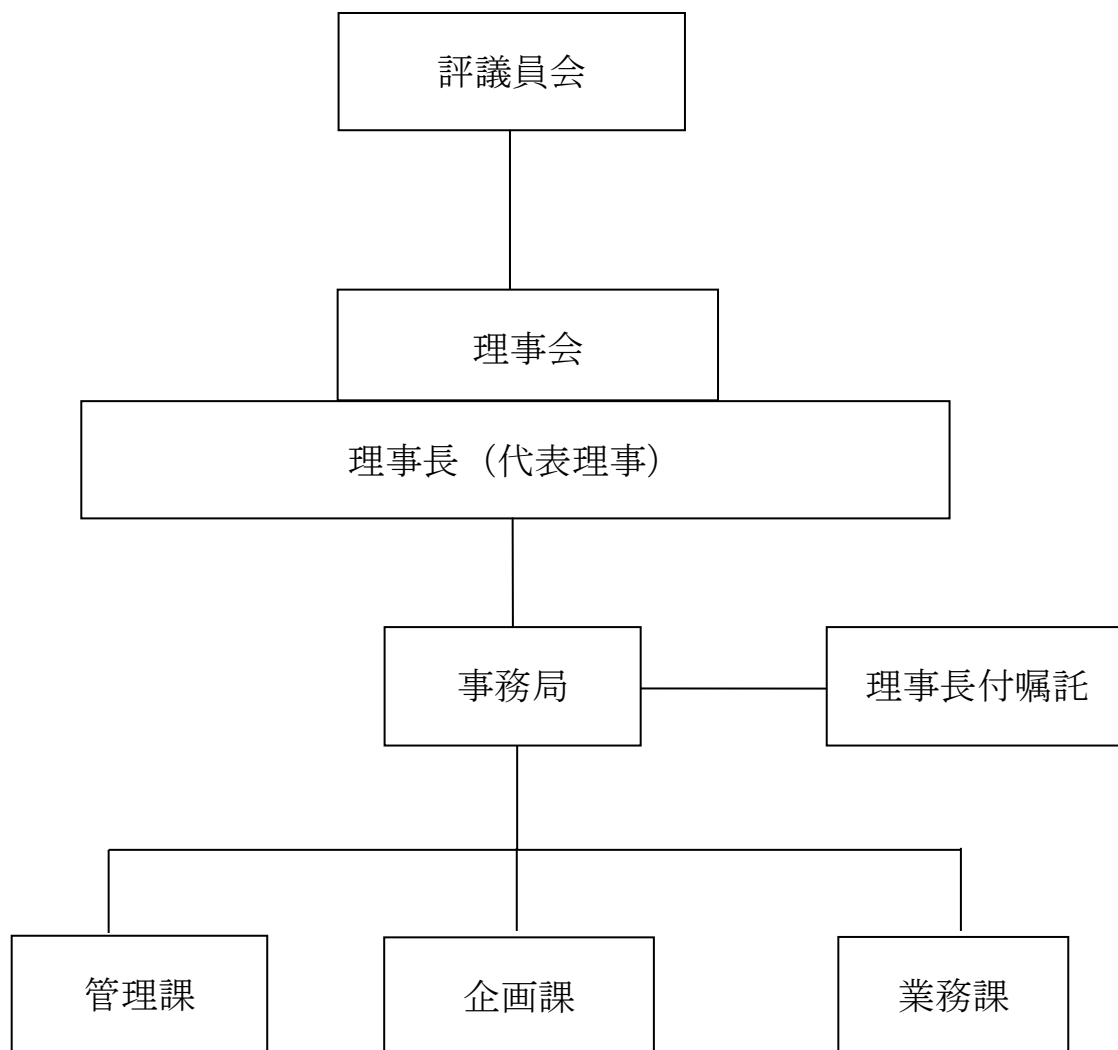 評議員会
理事会
理事長（代表理事）
事務局
理事長付嘱託
管理課
企画課
業務課